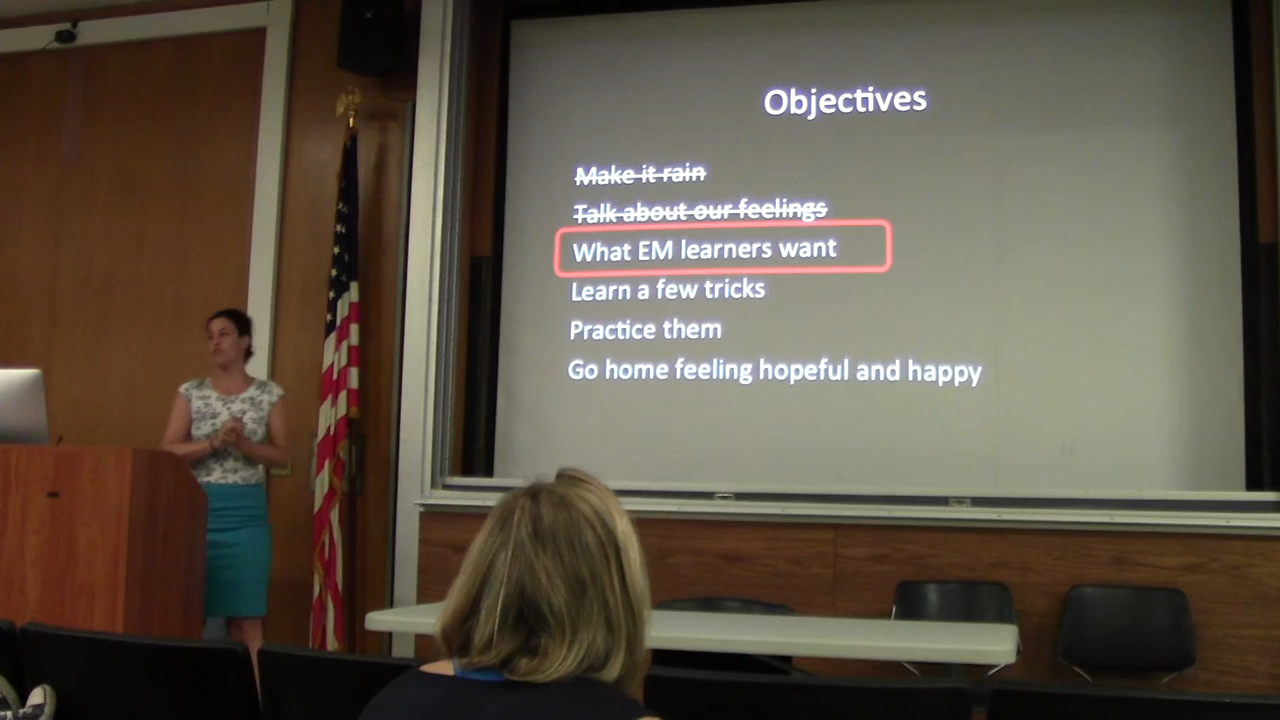 Objectives
Make it rain
Talk about our feelings
What EM learners want
Learn a few tricks
Practice them
Go home feeling hopeful and happy